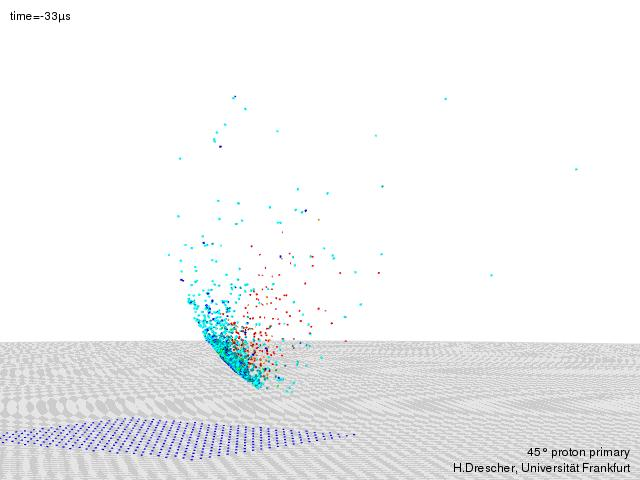 time=-33µs
45° proton primary
H.Drescher, Universität Frankfurt